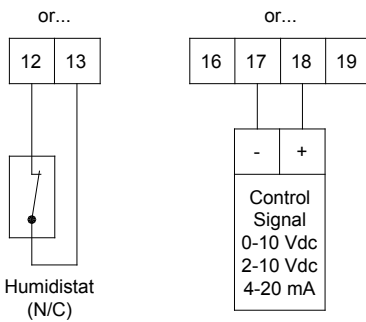 or...
or...
12 13
16 17 18 19
- +
Control
Signal
0-10 Vdc
2-10 Vdc
4-20 mA
Humidistat
(N/C)